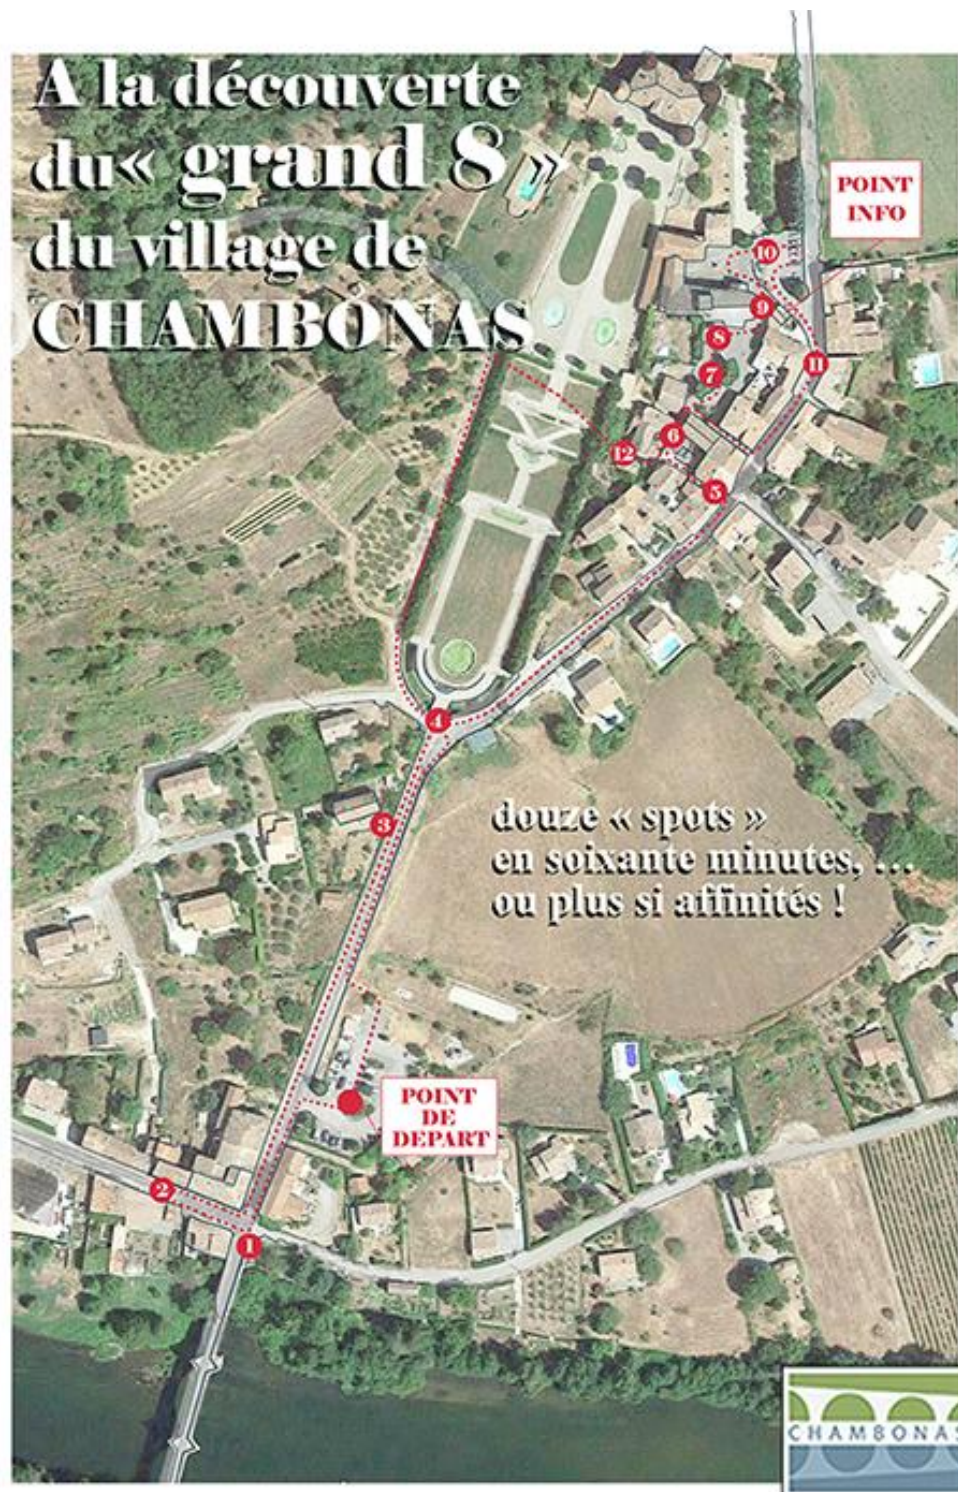 A la découverte
du« grand 8 »
du village de
CHAMBONAS
POINT
INFO
10
9
8
11
7
6
12
5
4
3
douze « spots »
en soixante minutes, ...
ou plus si affinités !
POINT
DE
DEPART
2
1
CHAMBONAS